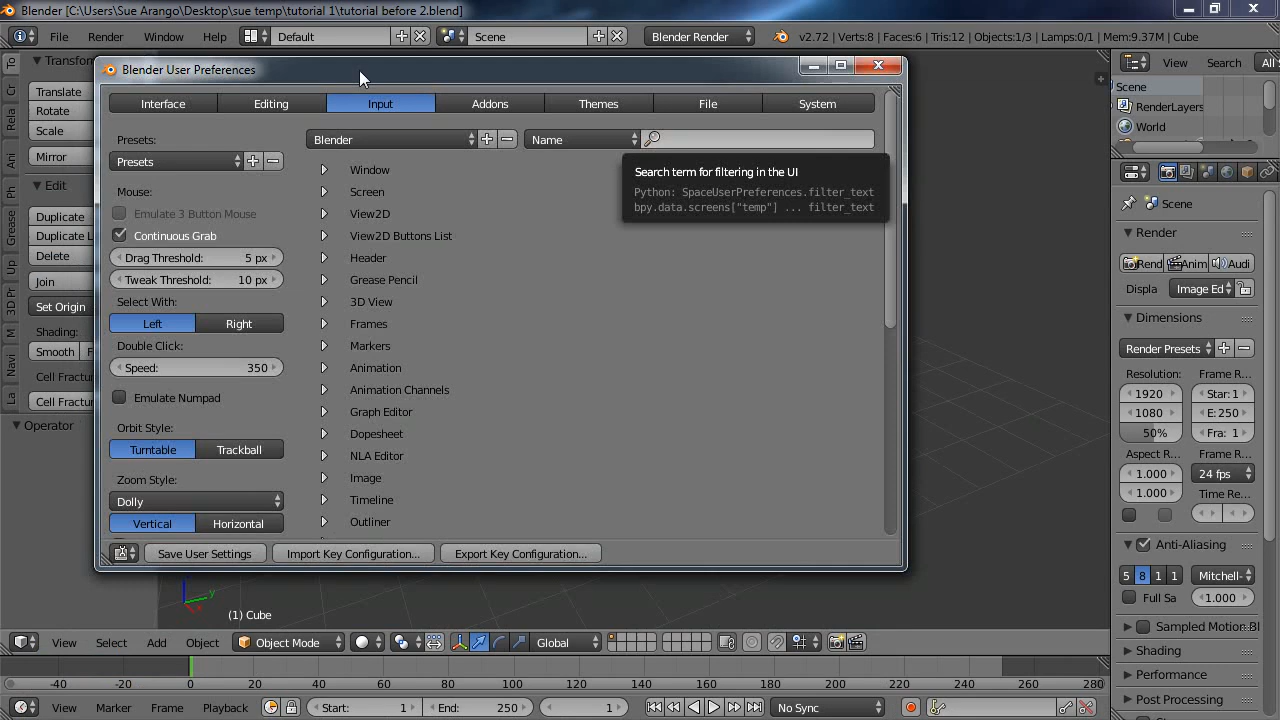 Blender [C:\Users\Sue Arango\Desktop\sue temp\tutorial 1\tutorial before 2.blend]
File Render Window Help Default Scene Blender Render v2.72 | Verts:8 | Faces:6 | Tris:12 | Objects:1/3 | Lamps:0/1 | Mem:9.37M | Cube
To
Cr
Rela
Ani
Grease
Up
3D Pr
M
Navi
La
Transform
Translate
Rotate
Scale
Mirror
Edit
Duplicate
Duplicate L
Delete
Join
Set Origin
Shading:
Smooth F
Cell Fractur
Cell Fractur
Operator
Blender User Preferences
Interface Editing Input Addons Themes File System
Presets:
Presets
Mouse:
Emulate 3 Button Mouse
Continuous Grab
Drag Threshold: 5 px
Tweak Threshold: 10 px
Select With:
Left Right
Double Click:
Speed: 350
Emulate Numpad
Orbit Style:
Turntable Trackball
Zoom Style:
Dolly
Vertical Horizontal
Blender Name
Window
Screen
View2D
View2D Buttons List
Header
Grease Pencil
3D View
Frames
Markers
Animation
Animation Channels
Graph Editor
Dopesheet
NLA Editor
Image
Timeline
Outliner
Search term for filtering in the UI
Python: SpaceUserPreferences.filter_text
bpy.data.screens["temp"] ... filter_text
Save User Settings Import Key Configuration... Export Key Configuration...
View Search All S
Scene
RenderLayers
World
Scene
Render
Rend Anim Audi
Displa Image Ed
Dimensions
Render Presets
Resolution: Frame R...
1920 Star: 1
1080 E: 250
50% Fra: 1
Aspect R... Frame R...
1.000 24 fps
1.000 Time Re...
Anti-Aliasing
5 8 1 1 Mitchell-
Full Sa 1.000
Sampled Motion Bl
Shading
Performance
Post Processing
(1) Cube
View Select Add Object Object Mode Global
-40 -20 0 20 40 60 80 100 120 140 160 180 200 220 240 260 280
View Marker Frame Playback Start: 1 End: 250 1 No Sync